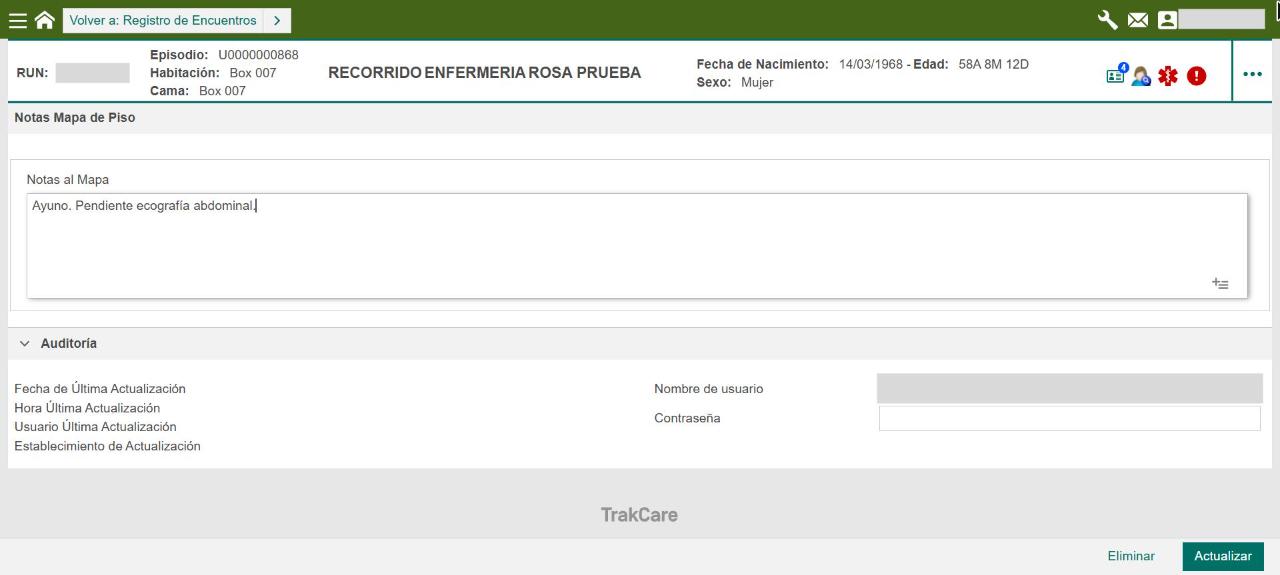 Volver a: Registro de Encuentros
RUN:
Episodio: U0000000868
Habitación: Box 007
Cama: Box 007
RECORRIDO ENFERMERIA ROSA PRUEBA
Fecha de Nacimiento: 14/03/1968 - Edad: 58A 8M 12D
Sexo: Mujer
4
Notas Mapa de Piso
Notas al Mapa
Ayuno. Pendiente ecografía abdominal.
Auditoría
Fecha de Última Actualización
Hora Última Actualización
Usuario Última Actualización
Establecimiento de Actualización
Nombre de usuario
Contraseña
TrakCare
Eliminar
Actualizar